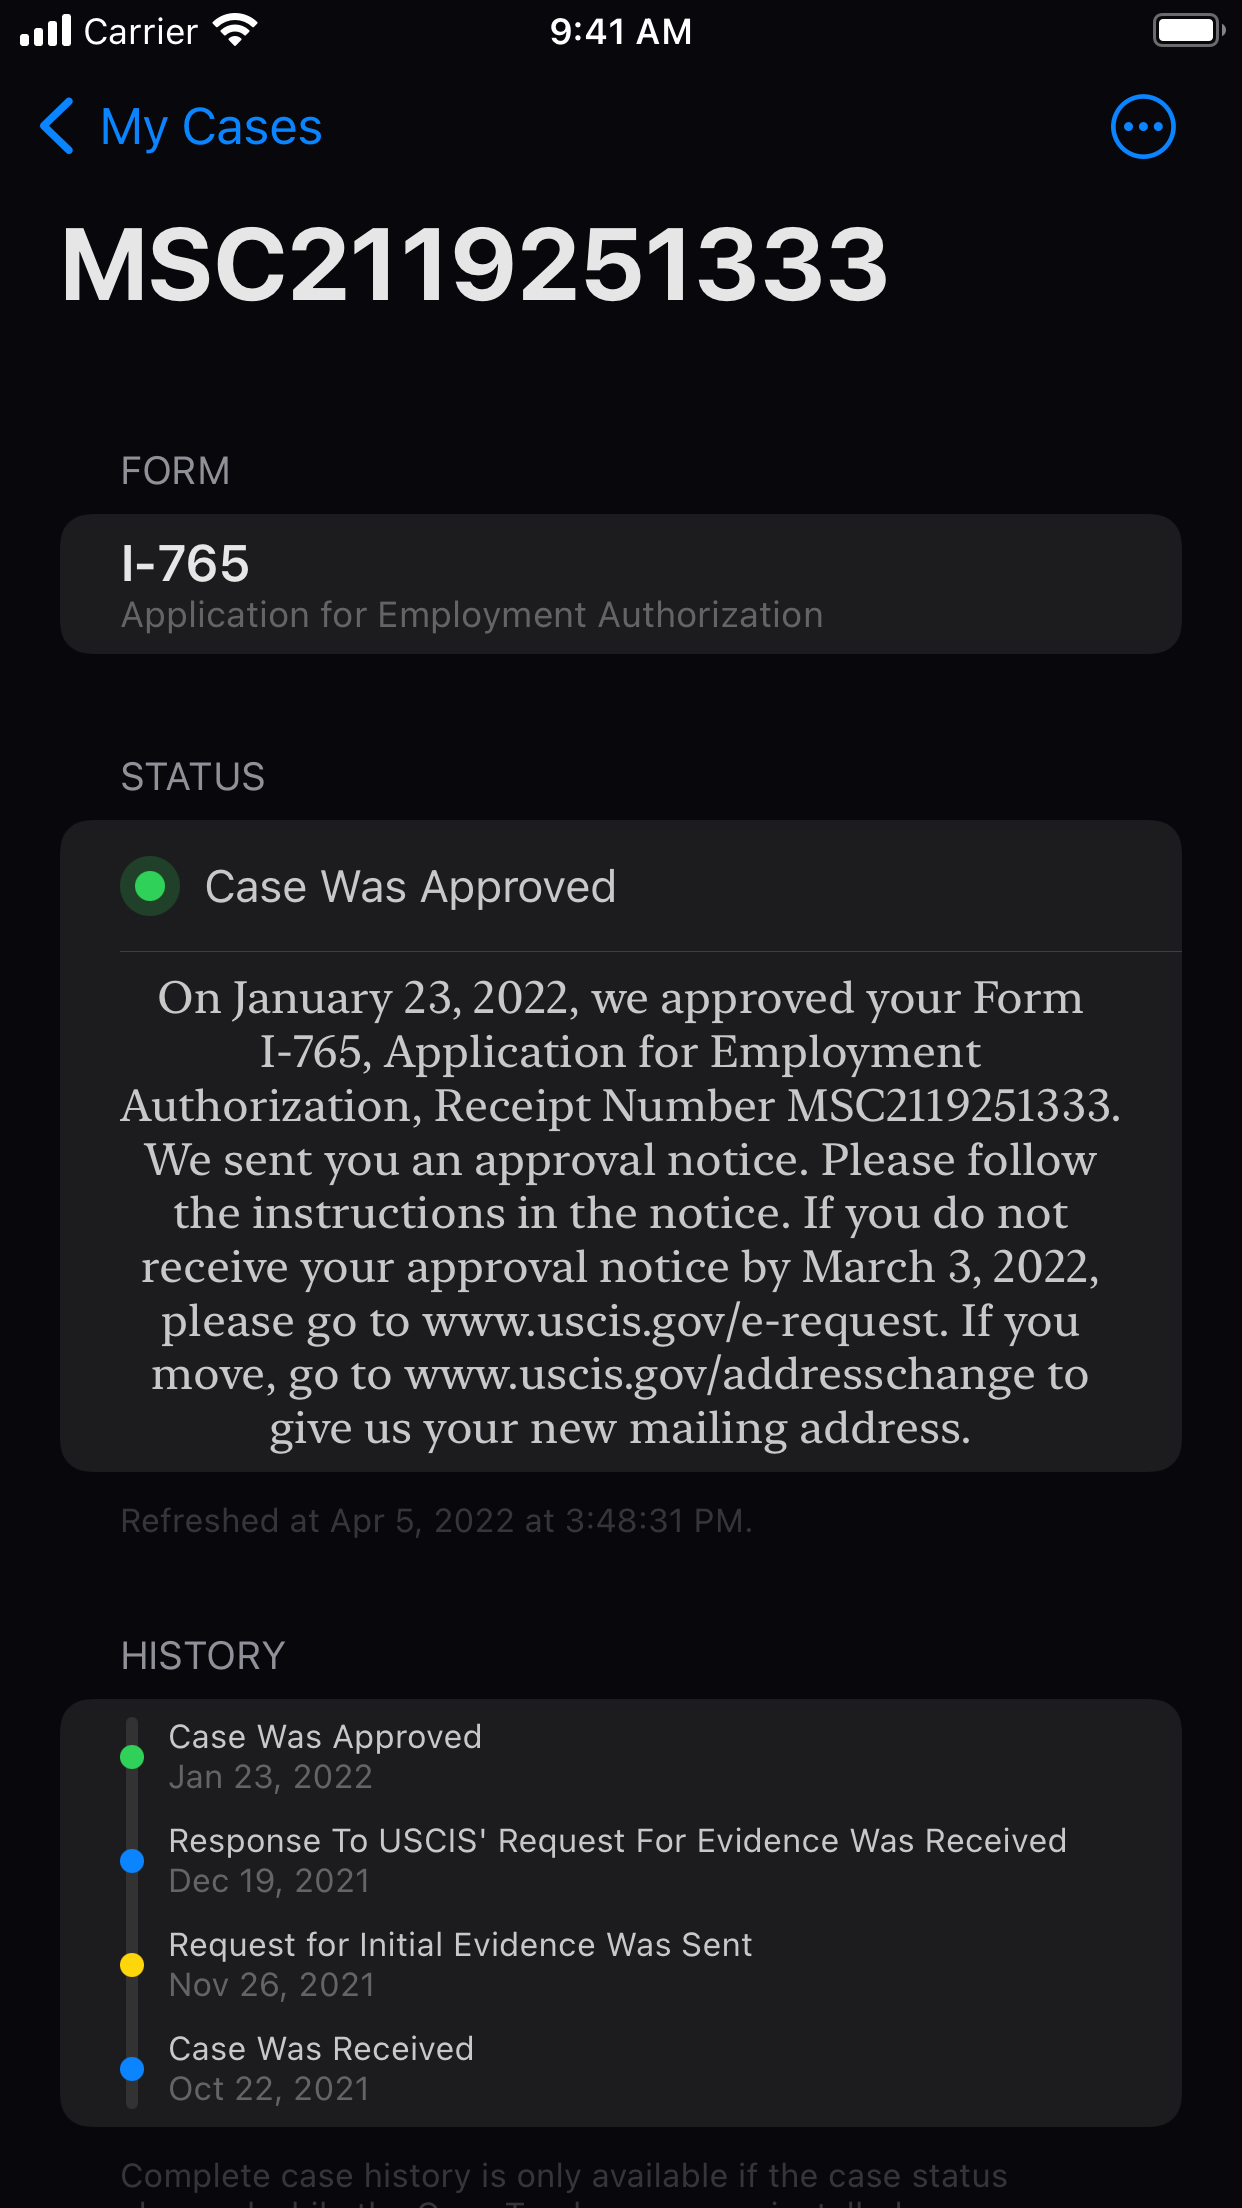 Carrier 9:41 AM
My Cases
MSC2119251333
FORM
I-765
Application for Employment Authorization
STATUS
Case Was Approved
On January 23, 2022, we approved your Form
I-765, Application for Employment
Authorization, Receipt Number MSC2119251333.
We sent you an approval notice. Please follow
the instructions in the notice. If you do not
receive your approval notice by March 3, 2022,
please go to www.uscis.gov/e-request. If you
move, go to www.uscis.gov/addresschange to
give us your new mailing address.
Refreshed at Apr 5, 2022 at 3:48:31 PM.
HISTORY
Case Was Approved
Jan 23, 2022
Response To USCIS' Request For Evidence Was Received
Dec 19, 2021
Request for Initial Evidence Was Sent
Nov 26, 2021
Case Was Received
Oct 22, 2021
Complete case history is only available if the case status